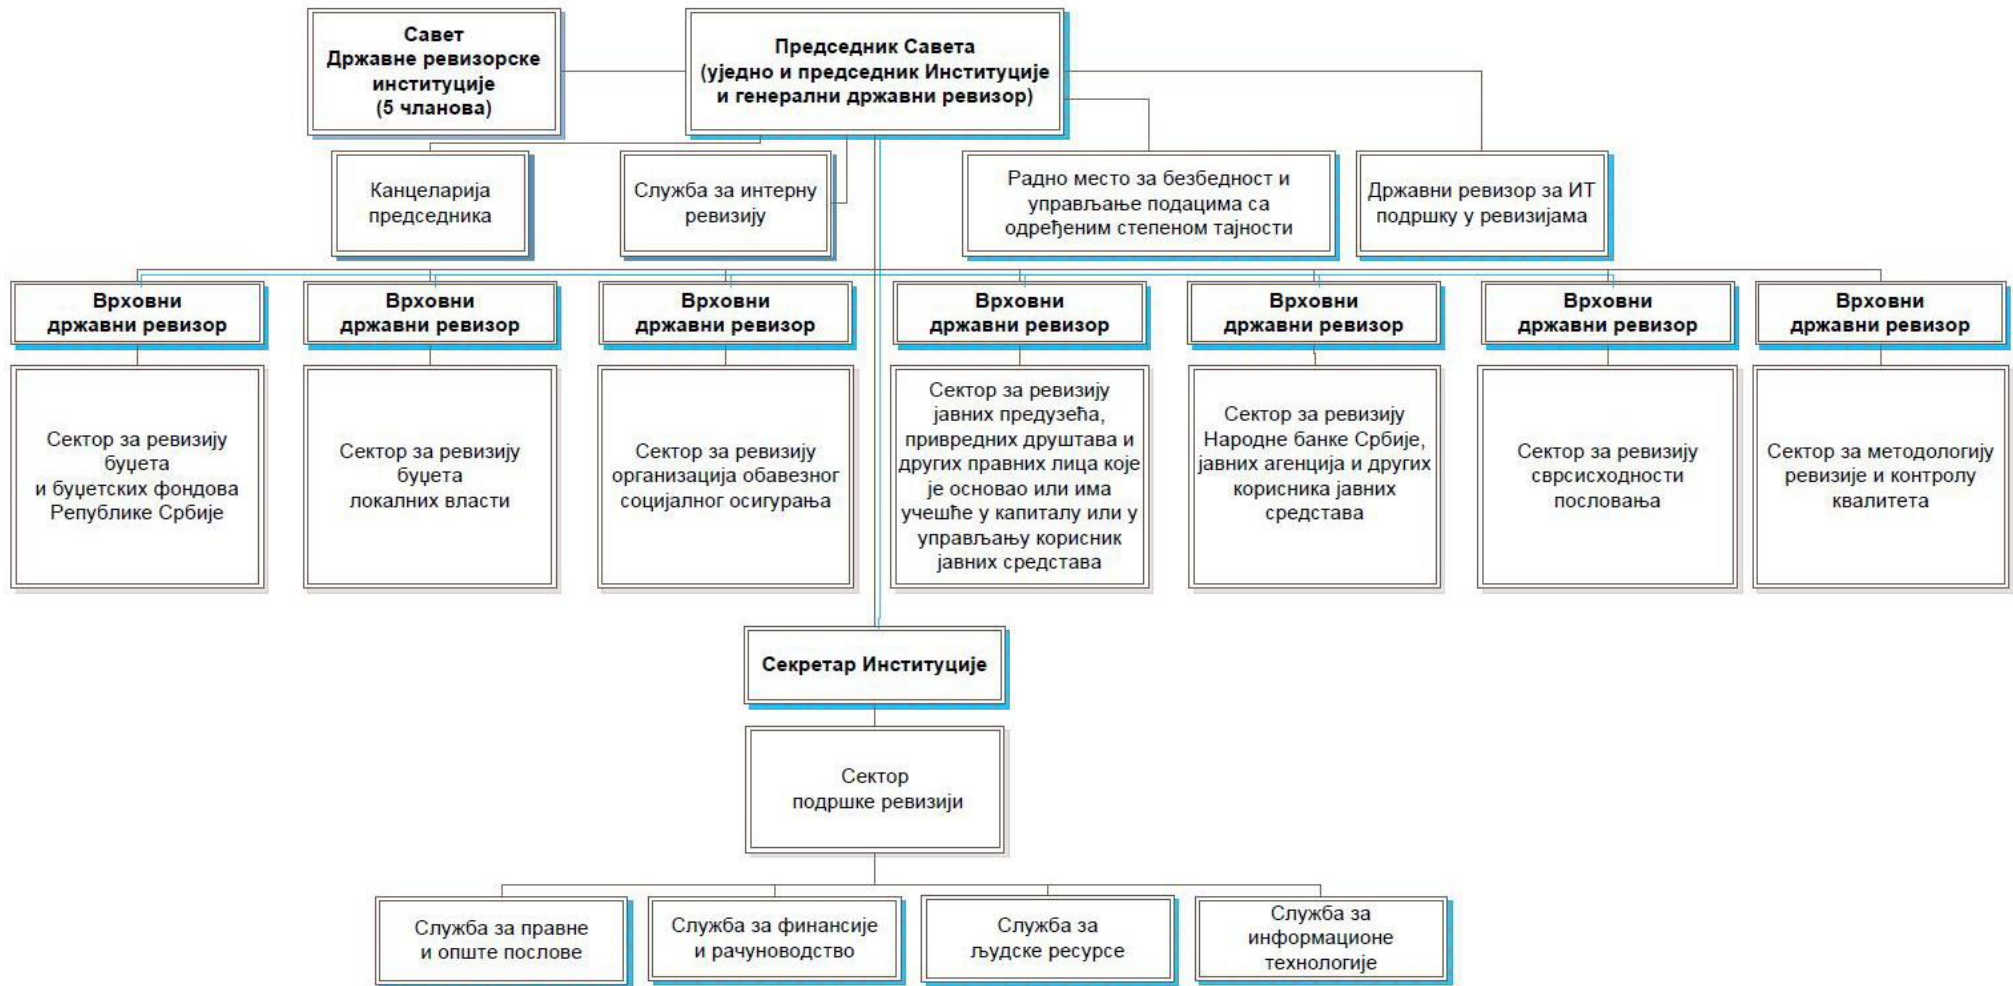 Савет
Државне ревизорске
институције
(5 чланова)
Председник Савета
(уједно и председник Институције
и генерални државни ревизор)
Канцеларија
председника
Служба за интерну
ревизију
Радно место за безбедност и
управљање подацима са
одређеним степеном тајности
Државни ревизор за ИТ
подршку у ревизијама
Врховни
државни ревизор
Врховни
државни ревизор
Врховни
државни ревизор
Врховни
државни ревизор
Врховни
државни ревизор
Врховни
државни ревизор
Врховни
државни ревизор
Сектор за ревизију
буџета
и буџетских фондова
Републике Србије
Сектор за ревизију
буџета
локалних власти
Сектор за ревизију
организација обавезног
социјалног осигурања
Сектор за ревизију
јавних предузећа,
привредних друштава и
других правних лица које
је основао или има
учешће у капиталу или у
управљању корисник
јавних средстава
Сектор за ревизију
Народне банке Србије,
јавних агенција и других
корисника јавних
средстава
Сектор за ревизију
сврсисходности
пословања
Сектор за методологију
ревизије и контролу
квалитета
Секретар Институције
Сектор
подршке ревизији
Служба за правне
и опште послове
Служба за финансије
и рачуноводство
Служба за
људске ресурсе
Служба за
информационе
технологије